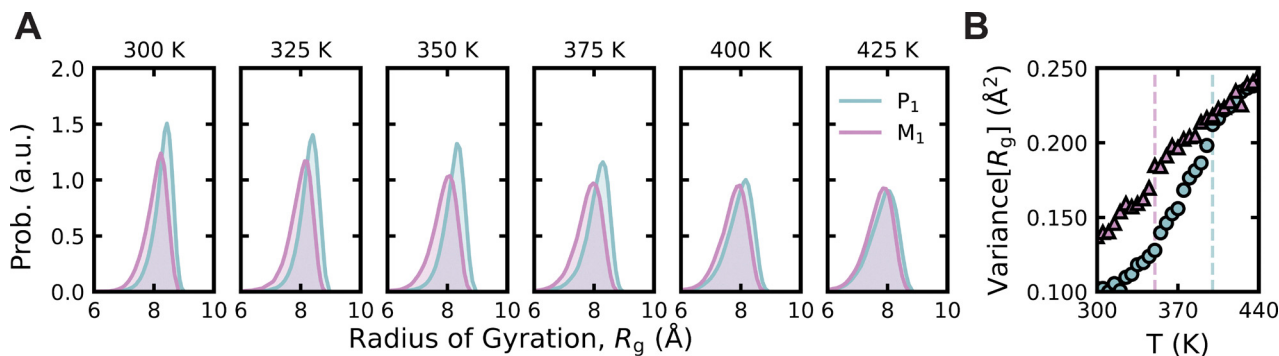 A
300 K 325 K 350 K 375 K 400 K 425 K
2.0
1.5
1.0
0.5
0.0
Prob. (a.u.)
P₁
M₁
6 8 10 6 8 10 6 8 10 6 8 10 6 8 10 6 8 10
Radius of Gyration, R_g (Å)
B
0.250
0.200
0.150
0.100
Variance[R_g] (Å²)
300 370 440
T (K)